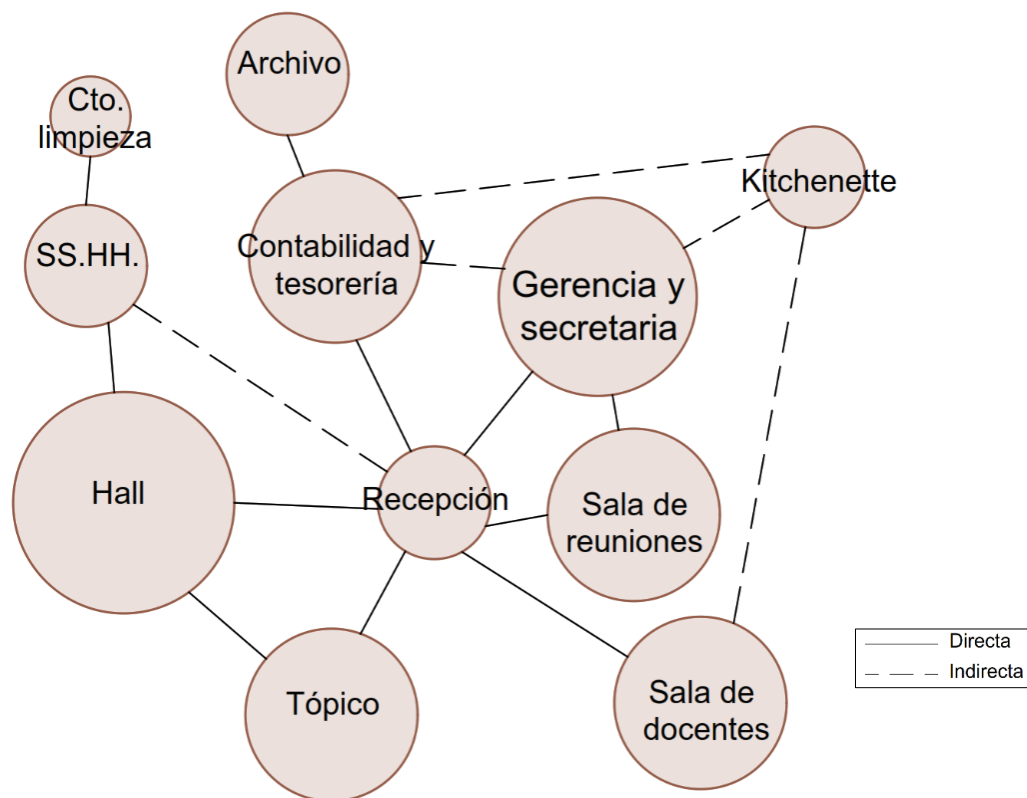 Archivo
Cto.
limpieza
Kitchenette
SS.HH.
Contabilidad y
tesorería
Gerencia y
secretaria
Hall
Recepción
Sala de
reuniones
Tópico
Sala de
docentes
Directa
Indirecta